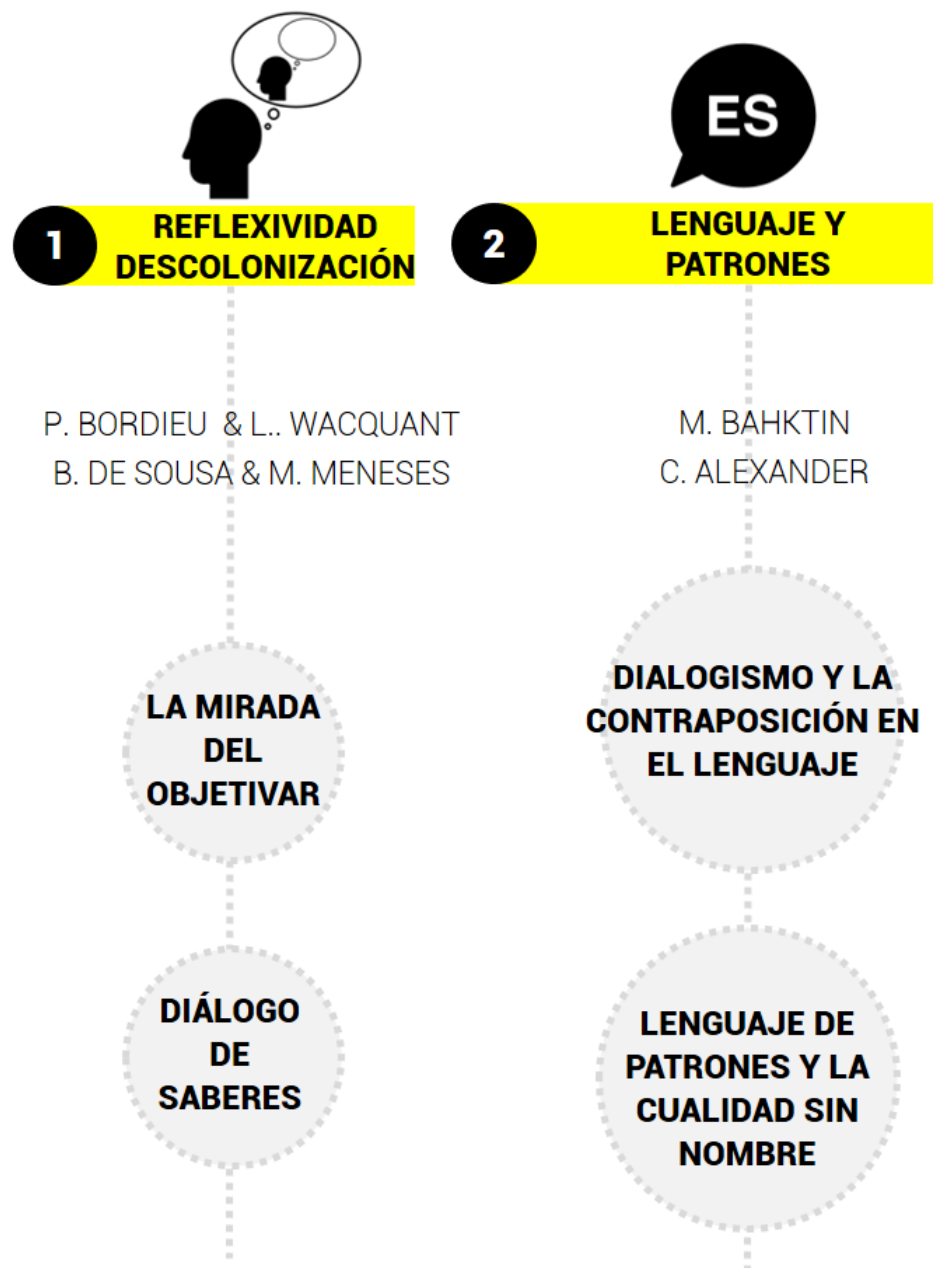 1
REFLEXIVIDAD
DESCOLONIZACIÓN
P. BORDIEU & L.. WACQUANT
B. DE SOUSA & M. MENESES
LA MIRADA
DEL
OBJETIVAR
DIÁLOGO
DE
SABERES
ES
2
LENGUAJE Y
PATRONES
M. BAHKTIN
C. ALEXANDER
DIALOGISMO Y LA
CONTRAPOSICIÓN EN
EL LENGUAJE
LENGUAJE DE
PATRONES Y LA
CUALIDAD SIN
NOMBRE